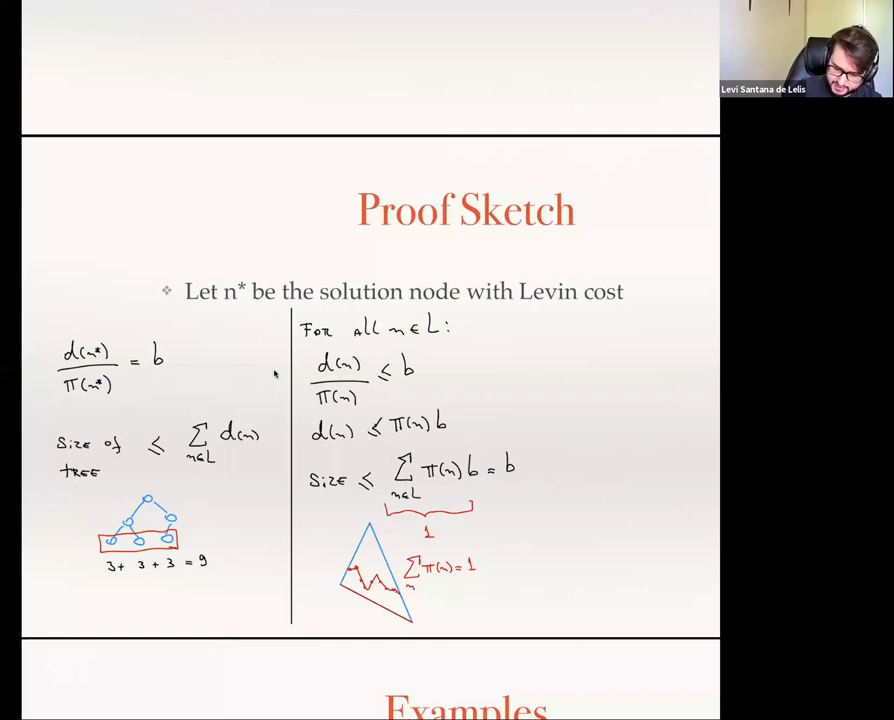 Levi Santana de Lelis
Proof Sketch
❖ Let n* be the solution node with Levin cost
d(n*) / π(n*) = b
Size of tree ≤ Σ n∈L d(n)
3 + 3 + 3 = 9
For all n ∈ L:
d(n) / π(n) ≤ b
d(n) ≤ π(n) b
Size ≤ Σ n∈L π(n) b = b
1
Σ n π(n) = 1
Examples